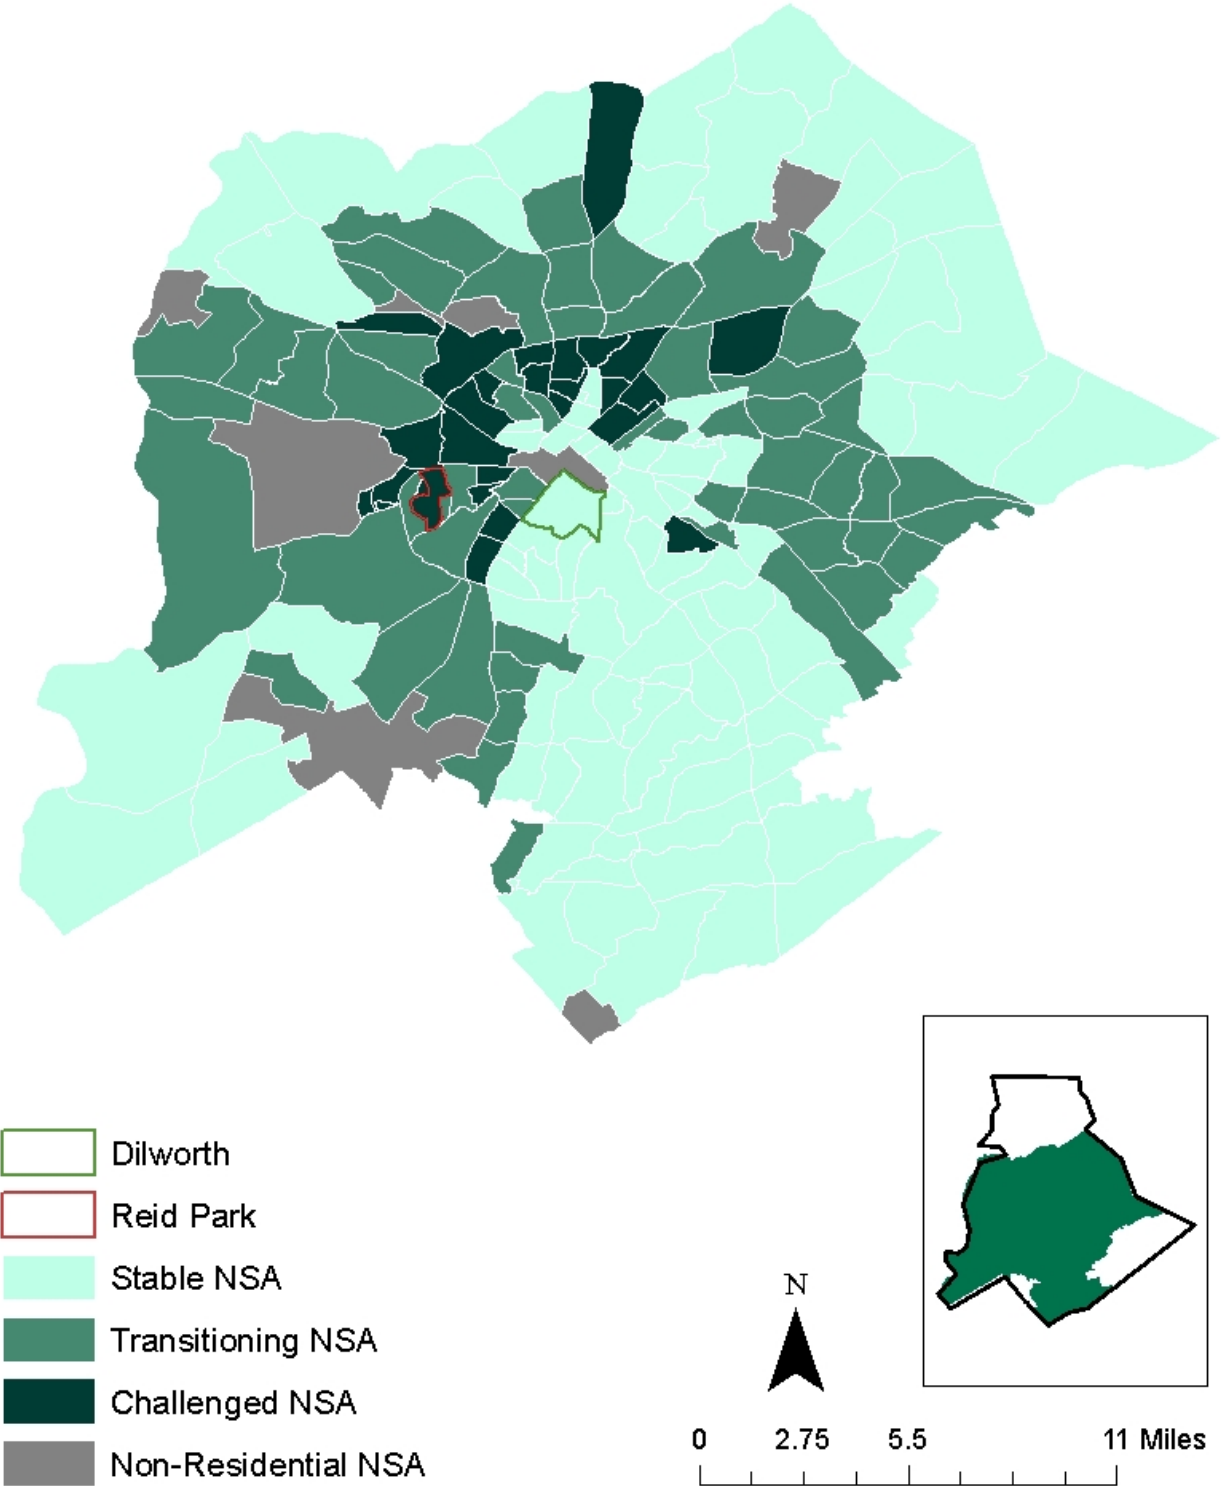 Dilworth
Reid Park
Stable NSA
Transitioning NSA
Challenged NSA
Non-Residential NSA
N
0 2.75 5.5 11 Miles